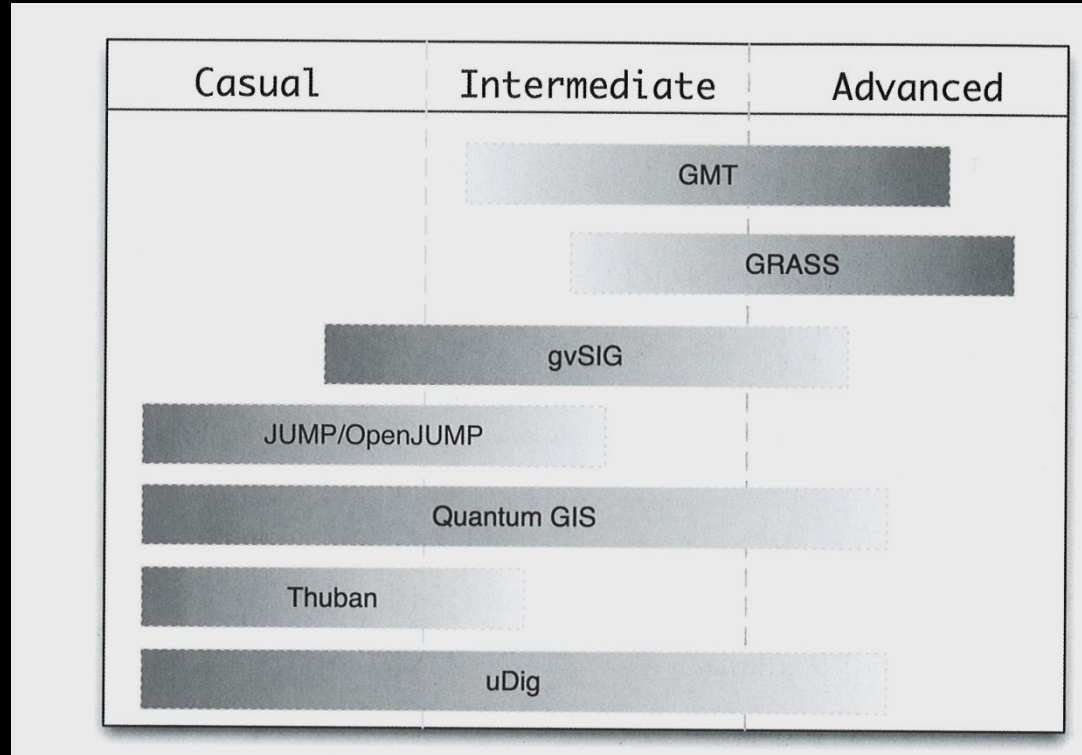 Casual Intermediate Advanced
GMT
GRASS
gvSIG
JUMP/OpenJUMP
Quantum GIS
Thuban
uDig